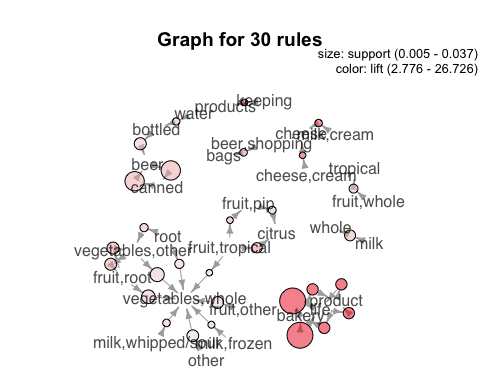 Graph for 30 rules
size: support (0.005 - 0.037)
color: lift (2.776 - 26.726)
products keeping
water
bottled
cheese
milk,cream
beer,shopping
bags
beer
canned
cheese,cream
tropical
fruit,whole
fruit,pip
citrus
whole
milk
root
vegetables,other
fruit,tropical
fruit,root
vegetables,whole
fruit,other
product
life
bakery
milk,whipped/sour
milk,frozen
other